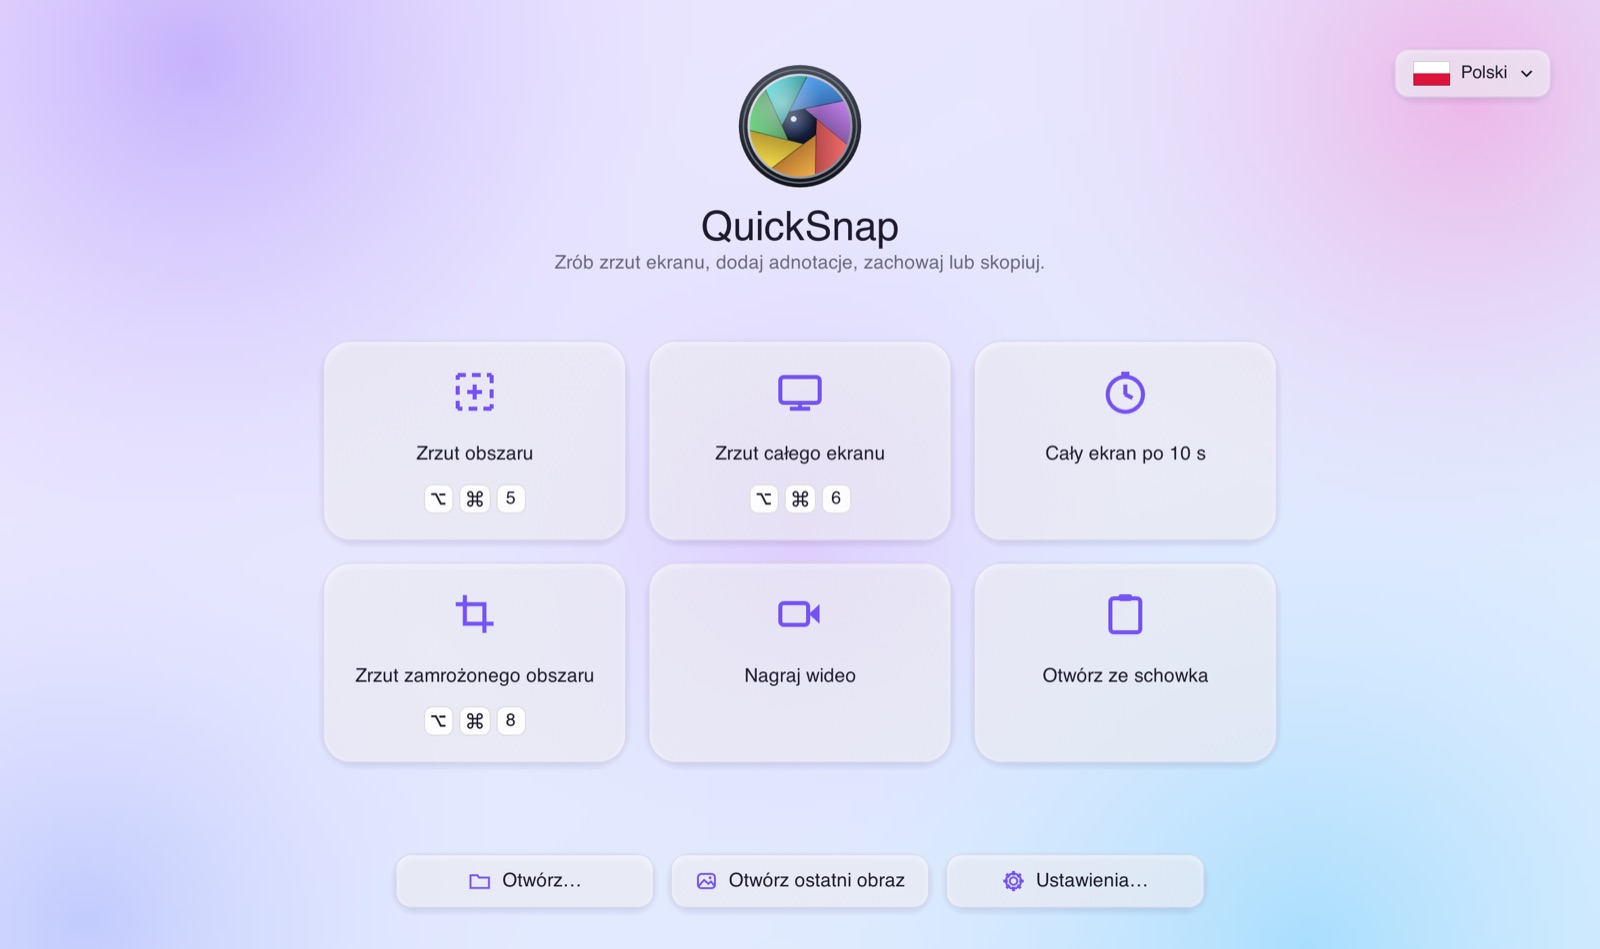 Polski
QuickSnap
Zrób zrzut ekranu, dodaj adnotacje, zachowaj lub skopiuj.
Zrzut obszaru
⌥ ⌘ 5
Zrzut całego ekranu
⌥ ⌘ 6
Cały ekran po 10 s
Zrzut zamrożonego obszaru
⌥ ⌘ 8
Nagraj wideo
Otwórz ze schowka
Otwórz…
Otwórz ostatni obraz
Ustawienia…